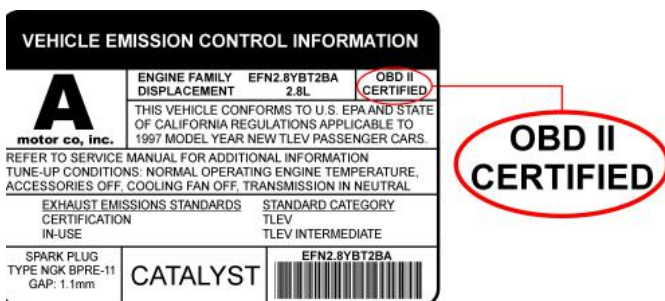 VEHICLE EMISSION CONTROL INFORMATION
A
motor co, inc.
ENGINE FAMILY EFN2.8YBT2BA
DISPLACEMENT 2.8L
OBD II
CERTIFIED
THIS VEHICLE CONFORMS TO U.S. EPA AND STATE
OF CALIFORNIA REGULATIONS APPLICABLE TO
1997 MODEL YEAR NEW TLEV PASSENGER CARS.
REFER TO SERVICE MANUAL FOR ADDITIONAL INFORMATION
TUNE-UP CONDITIONS: NORMAL OPERATING ENGINE TEMPERATURE,
ACCESSORIES OFF, COOLING FAN OFF, TRANSMISSION IN NEUTRAL
EXHAUST EMISSIONS STANDARDS STANDARD CATEGORY
CERTIFICATION TLEV
IN-USE TLEV INTERMEDIATE
SPARK PLUG
TYPE NGK BPRE-11
GAP: 1.1mm
CATALYST
EFN2.8YBT2BA
OBD II
CERTIFIED